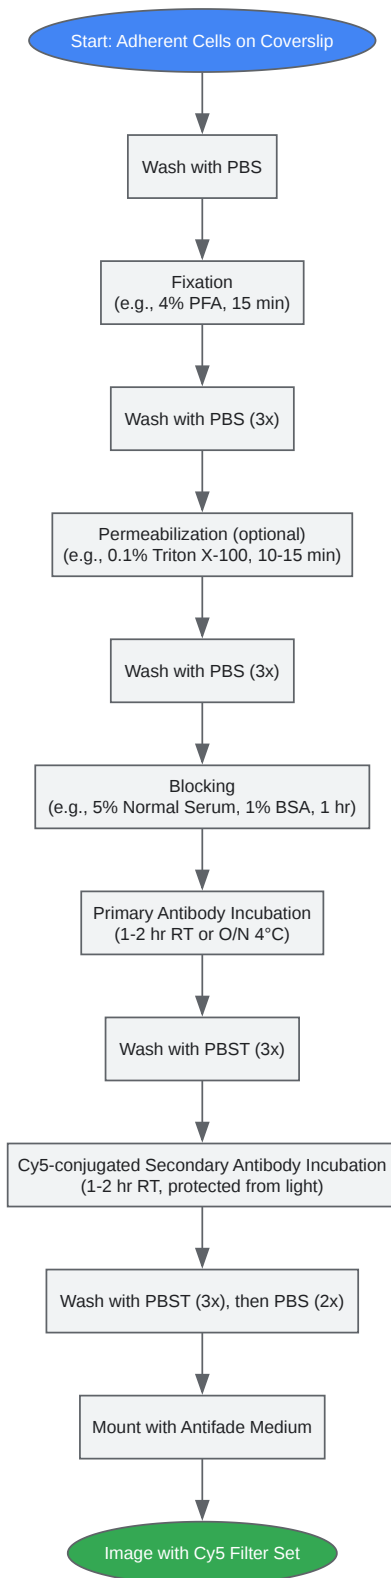 Start: Adherent Cells on Coverslip
Wash with PBS
Fixation
(e.g., 4% PFA, 15 min)
Wash with PBS (3x)
Permeabilization (optional)
(e.g., 0.1% Triton X-100, 10-15 min)
Wash with PBS (3x)
Blocking
(e.g., 5% Normal Serum, 1% BSA, 1 hr)
Primary Antibody Incubation
(1-2 hr RT or O/N 4°C)
Wash with PBST (3x)
Cy5-conjugated Secondary Antibody Incubation
(1-2 hr RT, protected from light)
Wash with PBST (3x), then PBS (2x)
Mount with Antifade Medium
Image with Cy5 Filter Set